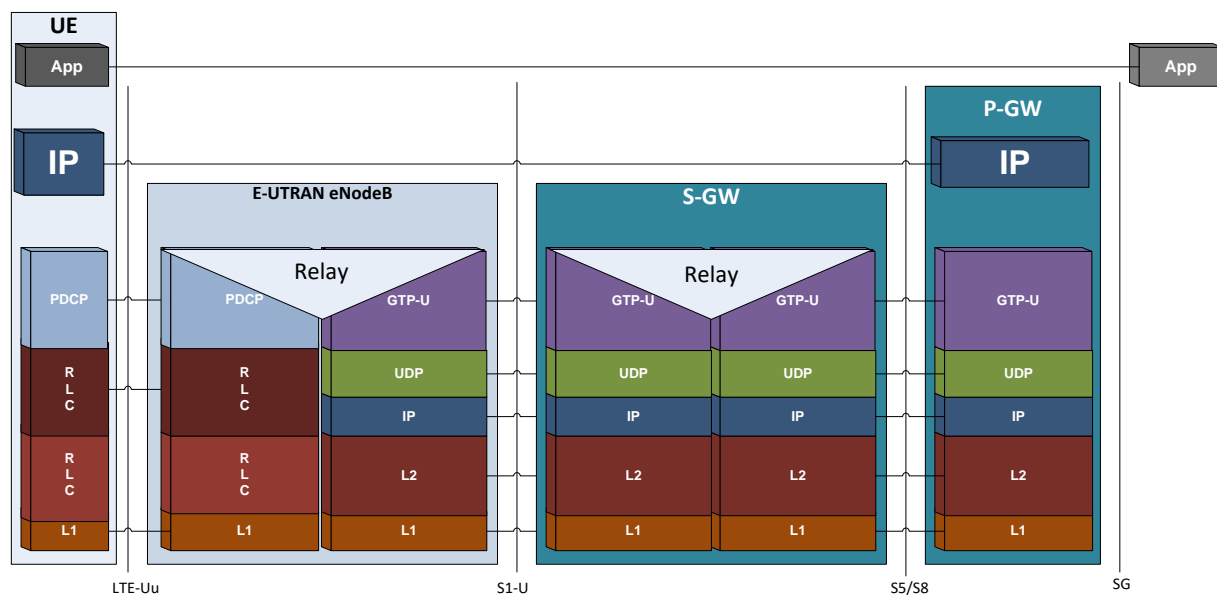 UE
App
App
P-GW
IP
IP
E-UTRAN eNodeB
S-GW
Relay
Relay
PDCP
PDCP
GTP-U
GTP-U
GTP-U
GTP-U
R
L
C
R
L
C
UDP
UDP
UDP
UDP
IP
IP
IP
IP
R
L
C
R
L
C
L2
L2
L2
L2
L1
L1
L1
L1
L1
L1
LTE-Uu
S1-U
S5/S8
SG